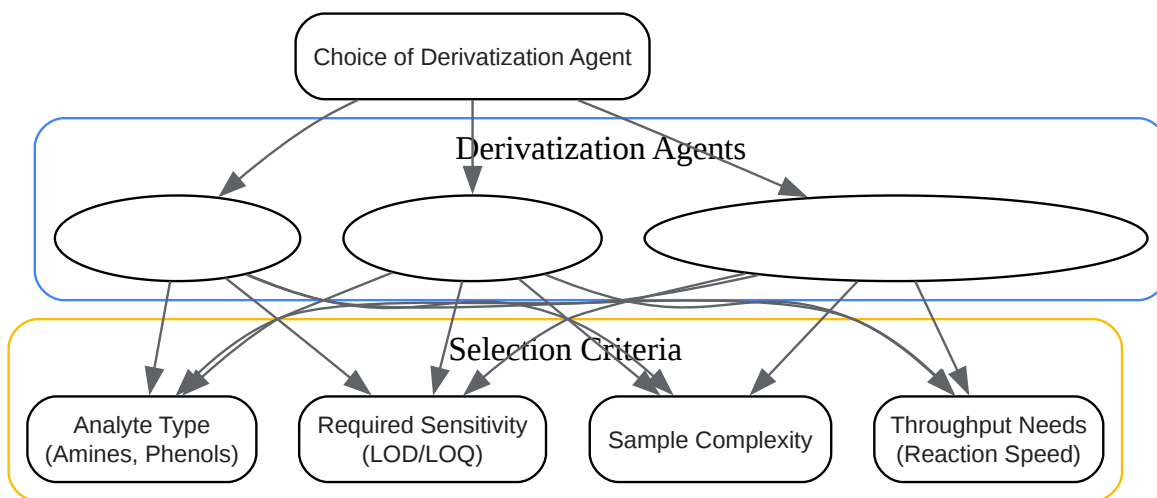 Choice of Derivatization Agent
Derivatization Agents
Selection Criteria
Analyte Type
(Amines, Phenols)
Required Sensitivity
(LOD/LOQ)
Sample Complexity
Throughput Needs
(Reaction Speed)